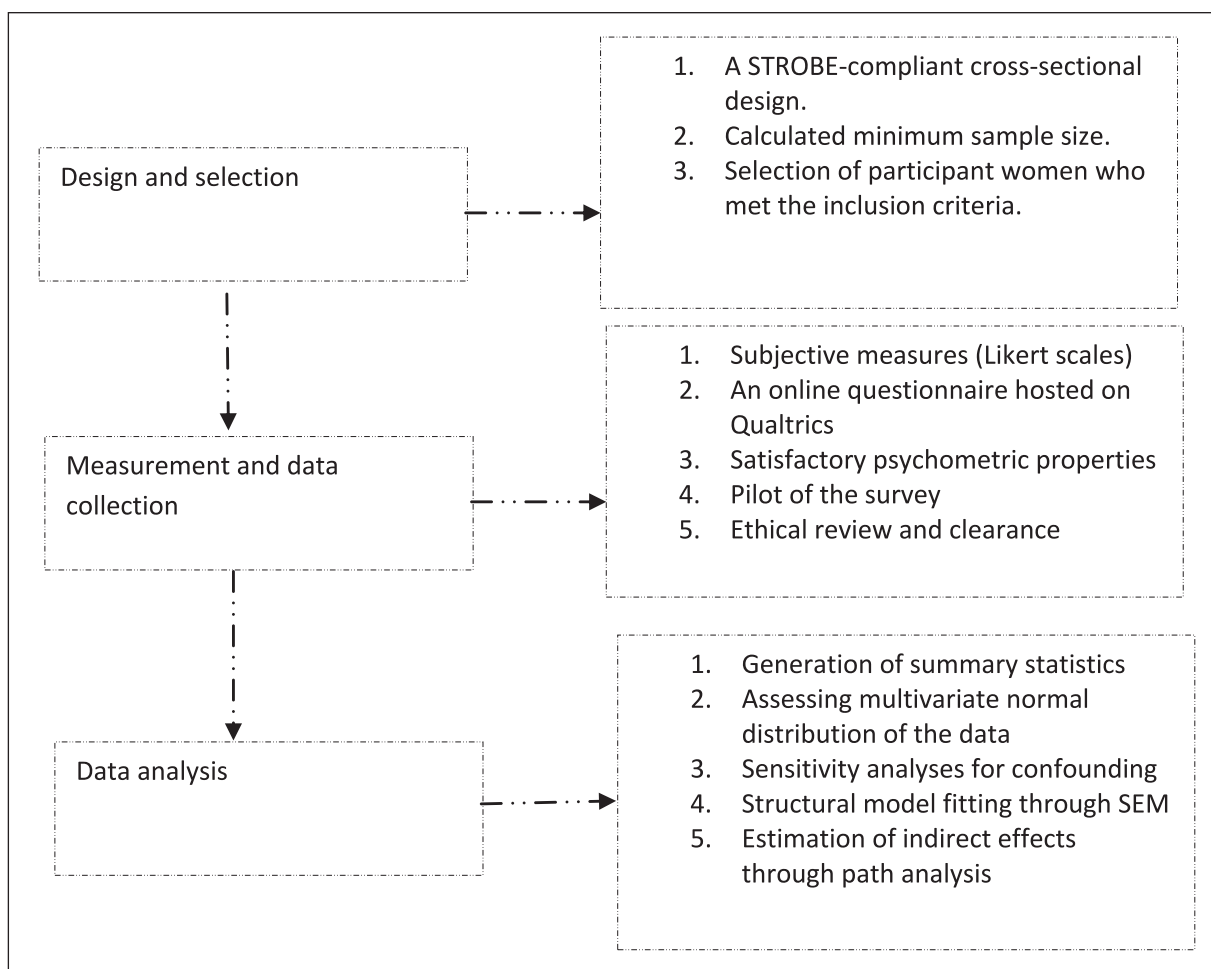 Design and selection
1. A STROBE-compliant cross-sectional
design.
2. Calculated minimum sample size.
3. Selection of participant women who
met the inclusion criteria.
Measurement and data
collection
1. Subjective measures (Likert scales)
2. An online questionnaire hosted on
Qualtrics
3. Satisfactory psychometric properties
4. Pilot of the survey
5. Ethical review and clearance
Data analysis
1. Generation of summary statistics
2. Assessing multivariate normal
distribution of the data
3. Sensitivity analyses for confounding
4. Structural model fitting through SEM
5. Estimation of indirect effects
through path analysis